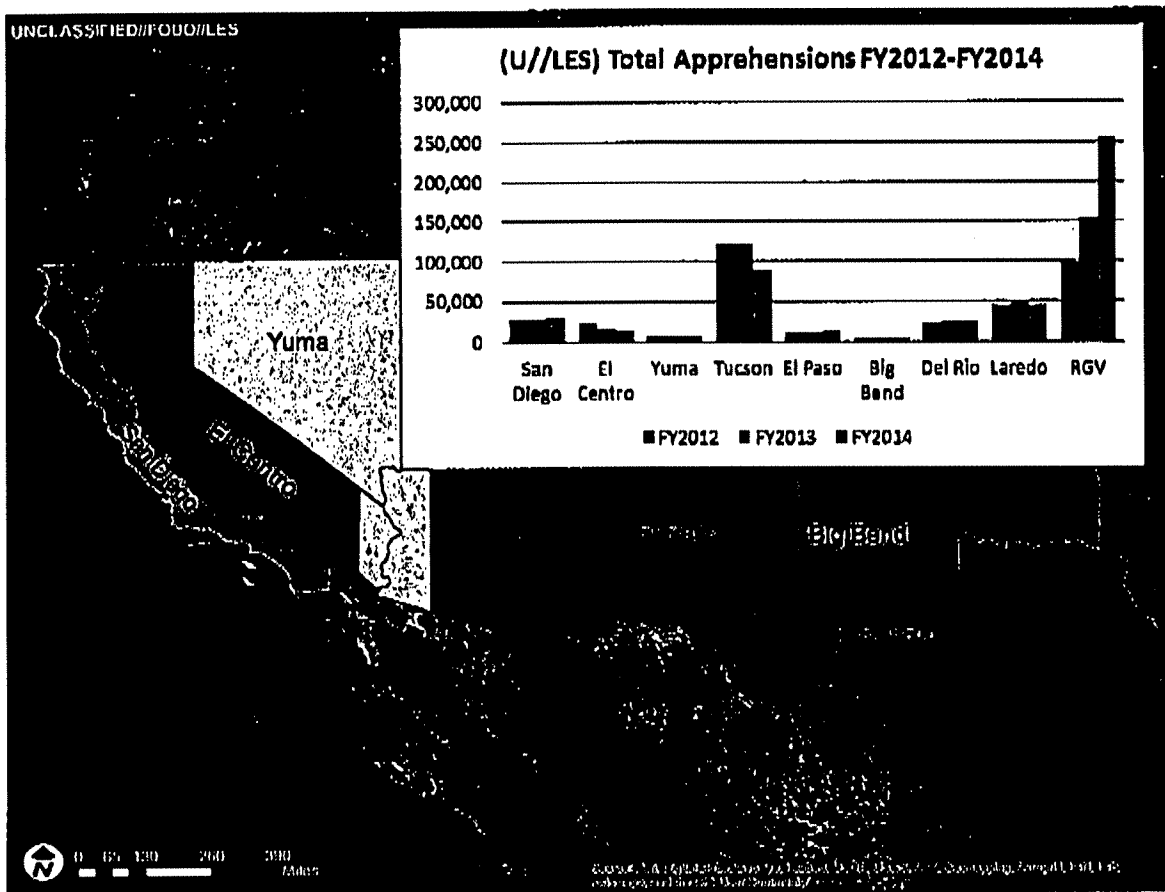 UNCLASSIFIED//FOUO//LES
(U//LES) Total Apprehensions FY2012-FY2014
300,000
250,000
200,000
150,000
100,000
50,000
0
San Diego
El Centro
Yuma
Tucson
El Paso
Big Bend
Del Rio
Laredo
RGV
FY2012 FY2013 FY2014
Yuma
San Diego
El Centro
Big Bend
N
0 65 130 260 390
Miles